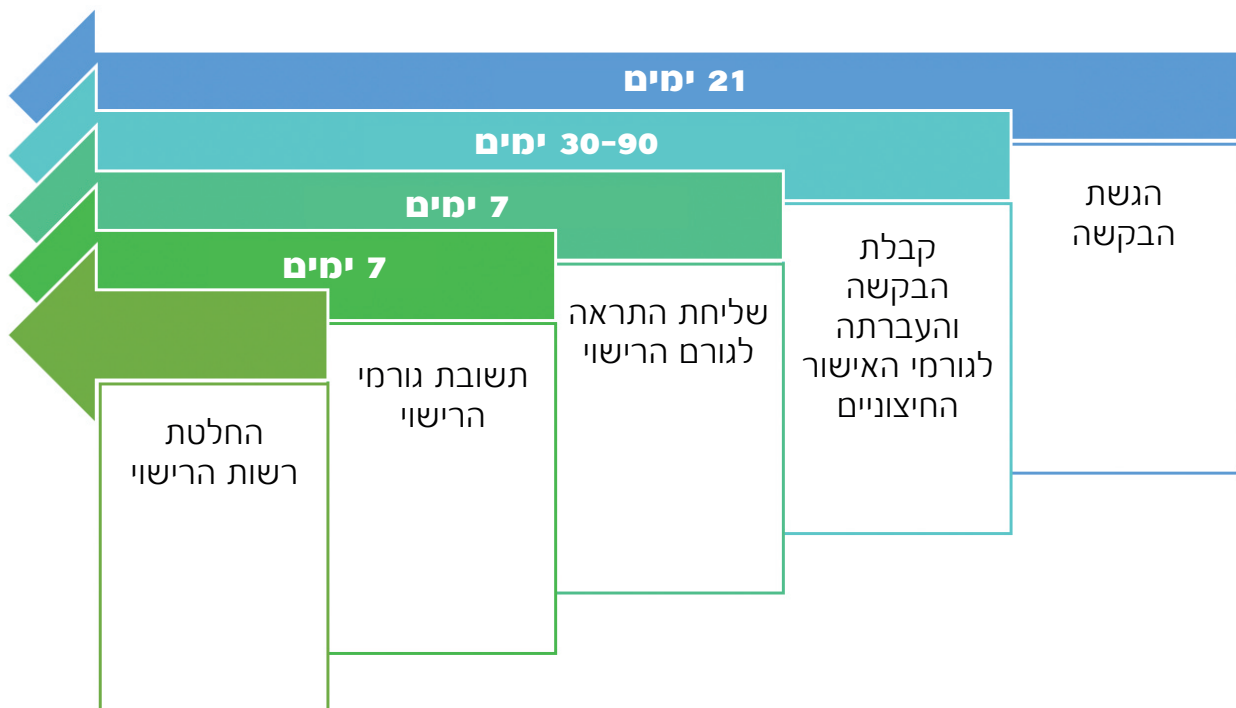 21 ימים
הגשת
הבקשה
30-90 ימים
קבלת
הבקשה
והעברתה
לגורמי האישור
החיצוניים
7 ימים
שליחת התראה
לגורם הרישוי
7 ימים
תשובת גורמי
הרישוי
החלטת
רשות הרישוי